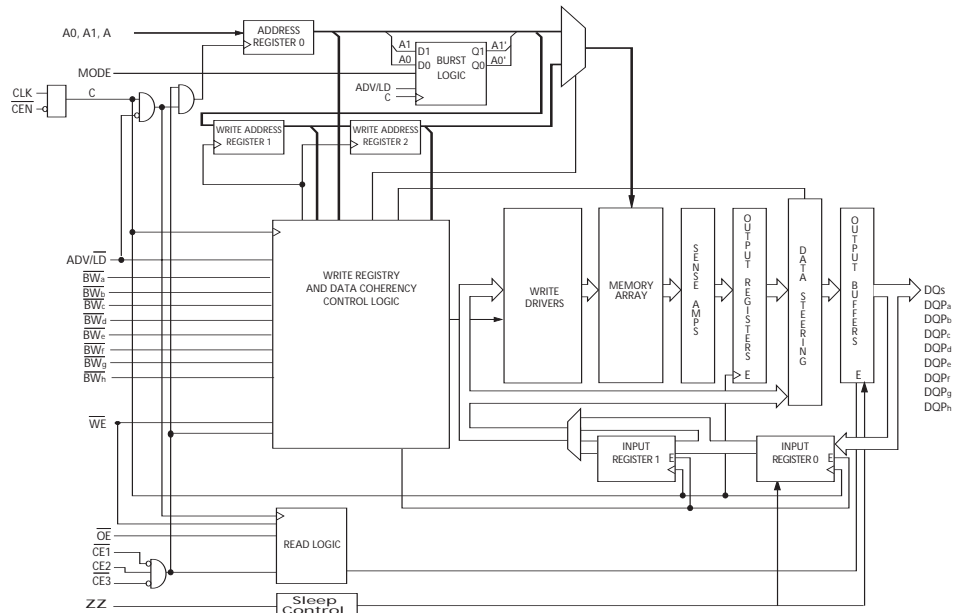 A0, A1, A
ADDRESS
REGISTER 0
A1
A0
D1
D0
BURST
LOGIC
Q1
Q0
A1'
A0'
MODE
ADV/LD
C
CLK
CEN
C
WRITE ADDRESS
REGISTER 1
WRITE ADDRESS
REGISTER 2
ADV/LD
BWa
BWb
BWc
BWd
BWe
BWf
BWg
BWh
WE
WRITE REGISTRY
AND DATA COHERENCY
CONTROL LOGIC
WRITE
DRIVERS
MEMORY
ARRAY
SENSE AMPS
OUTPUT REGISTERS
E
DATA STEERING
OUTPUT BUFFERS
E
DQs
DQPa
DQPb
DQPc
DQPd
DQPe
DQPf
DQPg
DQPh
INPUT
REGISTER 1
E
INPUT
REGISTER 0
E
OE
CE1
CE2
CE3
READ LOGIC
ZZ
Sleep
Control